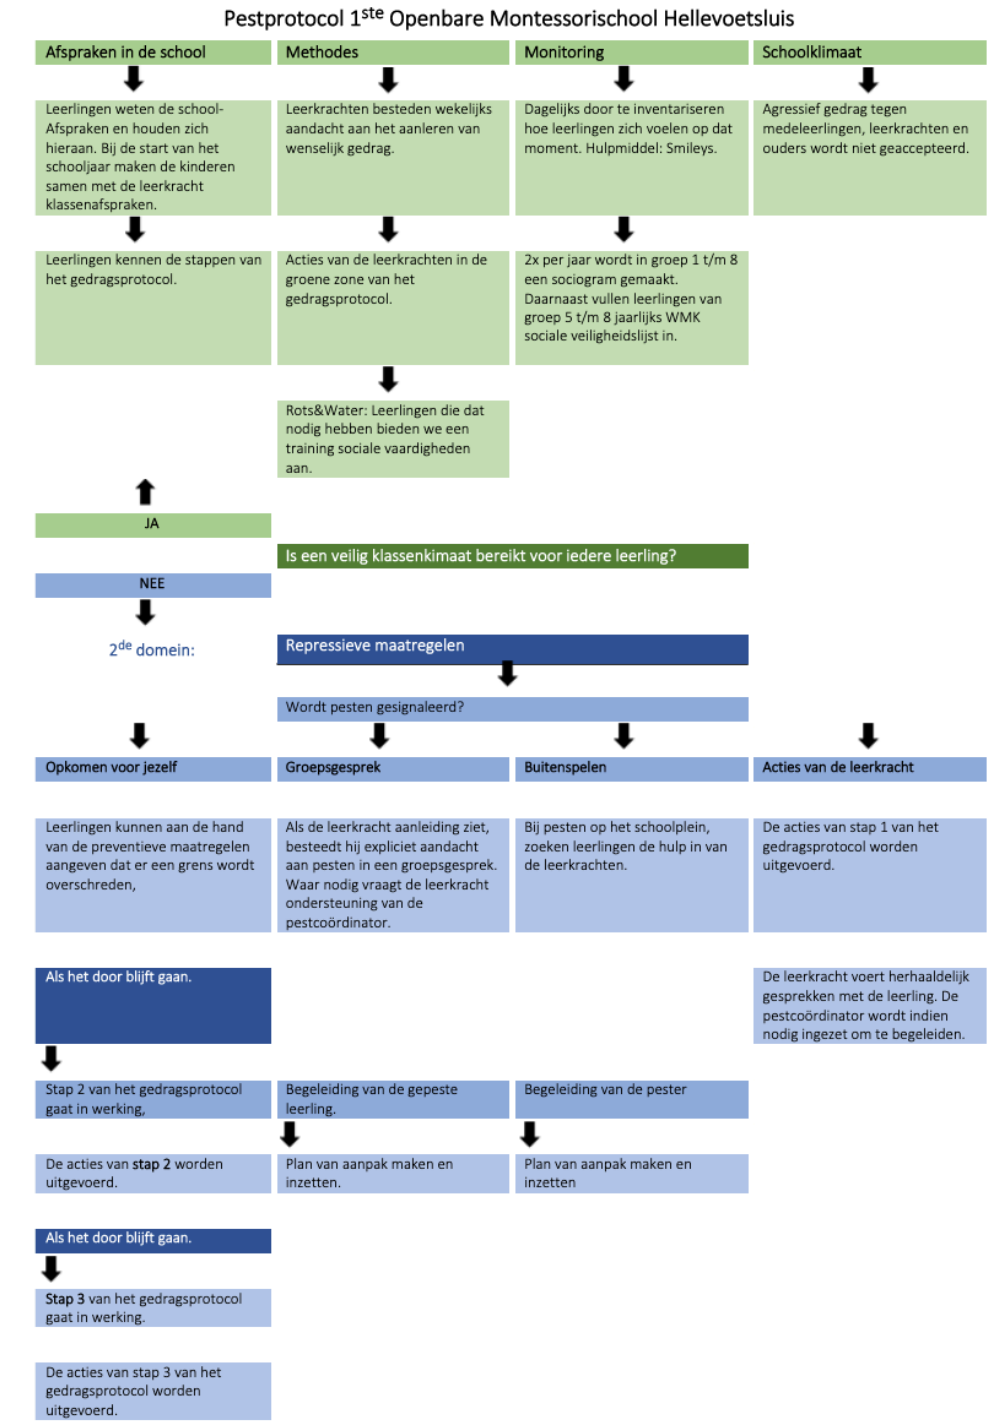 Pestprotocol 1ste Openbare Montessorischool Hellevoetsluis
Afspraken in de school
Methodes
Monitoring
Schoolklimaat
Leerlingen weten de school-
Afspraken en houden zich
hieraan. Bij de start van het
schooljaar maken de kinderen
samen met de leerkracht
klassenafspraken.
Leerkrachten besteden wekelijks
aandacht aan het aanleren van
wenselijk gedrag.
Dagelijks door te inventariseren
hoe leerlingen zich voelen op dat
moment. Hulpmiddel: Smileys.
Agressief gedrag tegen
medeleerlingen, leerkrachten en
ouders wordt niet geaccepteerd.
Leerlingen kennen de stappen van
het gedragsprotocol.
Acties van de leerkrachten in de
groene zone van het
gedragsprotocol.
2x per jaar wordt in groep 1 t/m 8
een sociogram gemaakt.
Daarnaast vullen leerlingen van
groep 5 t/m 8 jaarlijks WMK
sociale veiligheidslijst in.
Rots&Water: Leerlingen die dat
nodig hebben bieden we een
training sociale vaardigheden
aan.
JA
Is een veilig klassenkimaat bereikt voor iedere leerling?
NEE
2de domein:
Repressieve maatregelen
Wordt pesten gesignaleerd?
Opkomen voor jezelf
Groepsgesprek
Buitenspelen
Acties van de leerkracht
Leerlingen kunnen aan de hand
van de preventieve maatregelen
aangeven dat er een grens wordt
overschreden,
Als de leerkracht aanleiding ziet,
besteedt hij expliciet aandacht
aan pesten in een groepsgesprek.
Waar nodig vraagt de leerkracht
ondersteuning van de
pestcoördinator.
Bij pesten op het schoolplein,
zoeken leerlingen de hulp in van
de leerkrachten.
De acties van stap 1 van het
gedragsprotocol worden
uitgevoerd.
Als het door blijft gaan.
De leerkracht voert herhaaldelijk
gesprekken met de leerling. De
pestcoördinator wordt indien
nodig ingezet om te begeleiden.
Stap 2 van het gedragsprotocol
gaat in werking,
Begeleiding van de gepeste
leerling.
Begeleiding van de pester
De acties van stap 2 worden
uitgevoerd.
Plan van aanpak maken en
inzetten.
Plan van aanpak maken en
inzetten
Als het door blijft gaan.
Stap 3 van het gedragsprotocol
gaat in werking.
De acties van stap 3 van het
gedragsprotocol worden
uitgevoerd.